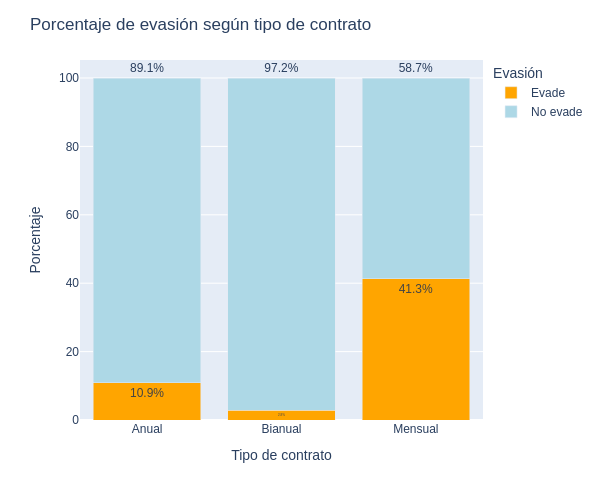 Porcentaje de evasión según tipo de contrato
89.1%
97.2%
58.7%
Evasión
Evade
No evade
100
80
60
40
20
0
Porcentaje
10.9%
41.3%
Anual
Bianual
Mensual
Tipo de contrato